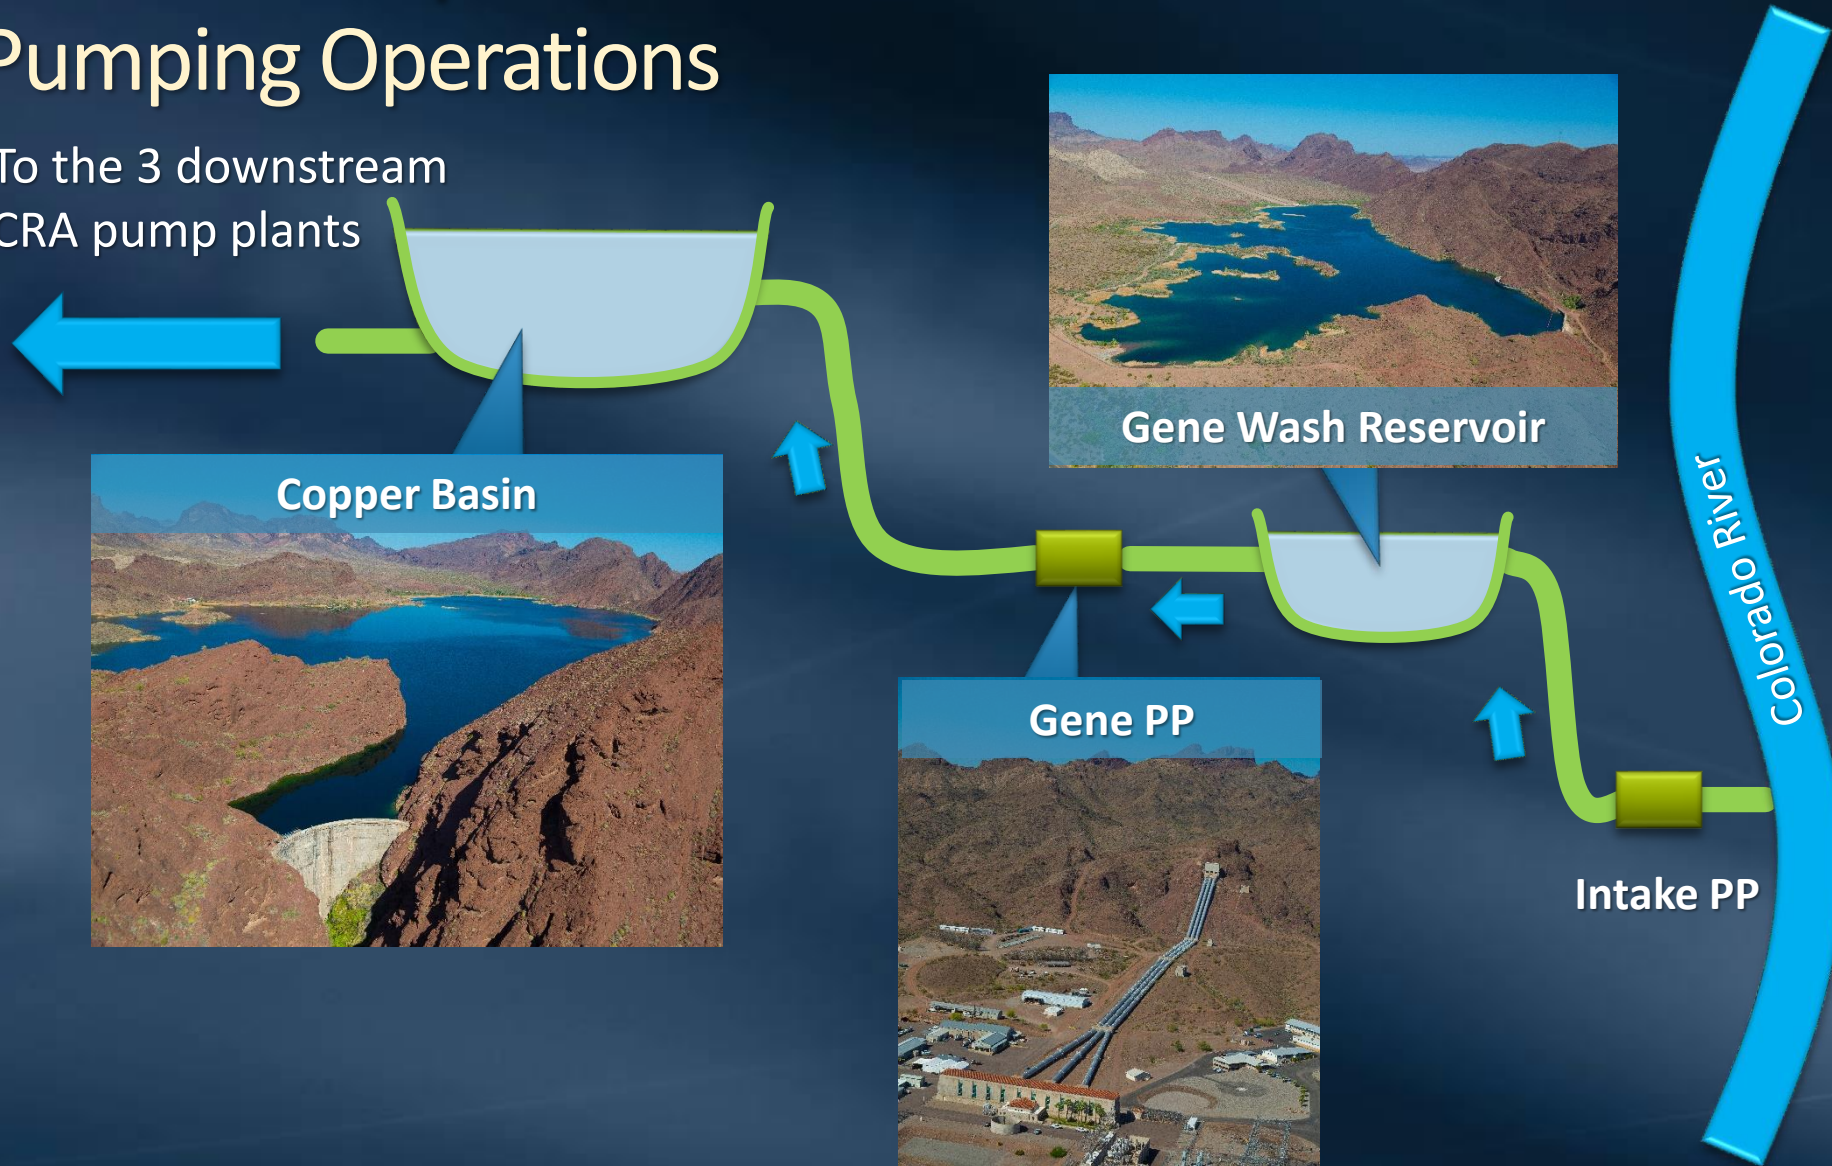 Pumping Operations
To the 3 downstream
CRA pump plants
Gene Wash Reservoir
Copper Basin
Colorado River
Gene PP
Intake PP